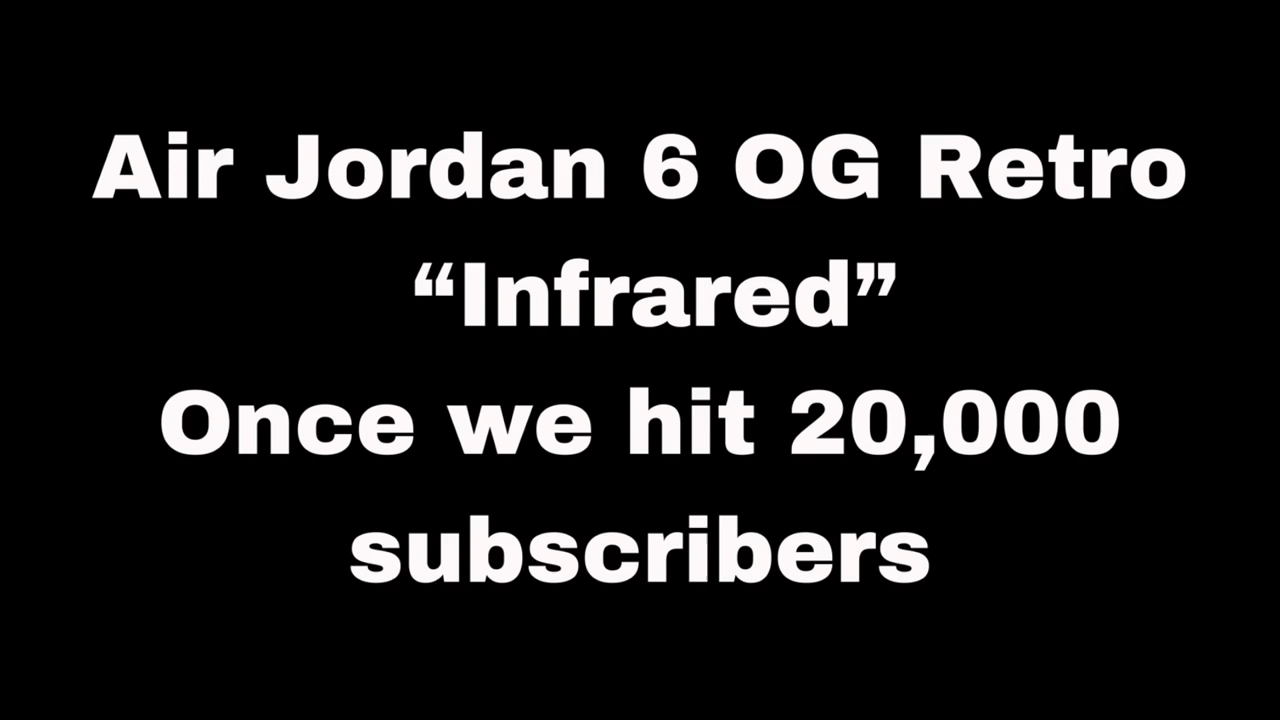 Air Jordan 6 OG Retro
“Infrared”
Once we hit 20,000
subscribers